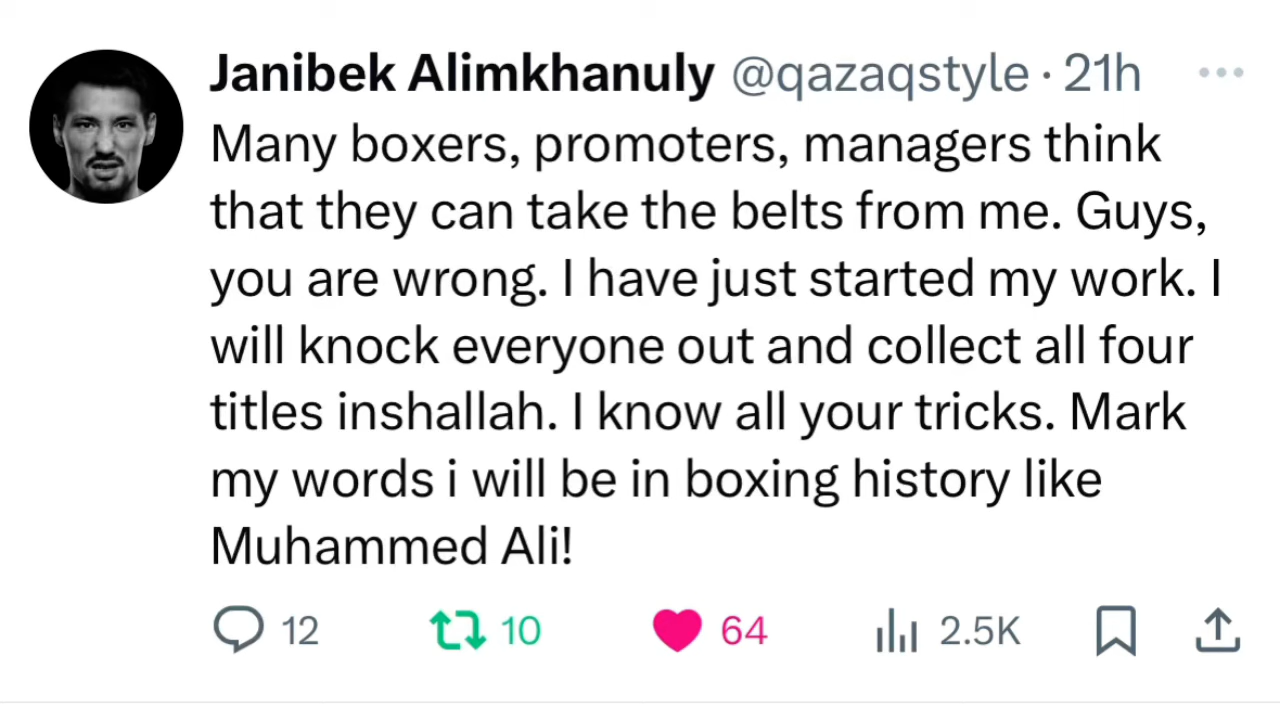 Janibek Alimkhanuly @qazaqstyle · 21h
Many boxers, promoters, managers think
that they can take the belts from me. Guys,
you are wrong. I have just started my work. I
will knock everyone out and collect all four
titles inshallah. I know all your tricks. Mark
my words i will be in boxing history like
Muhammed Ali!
12 10 64 2.5K